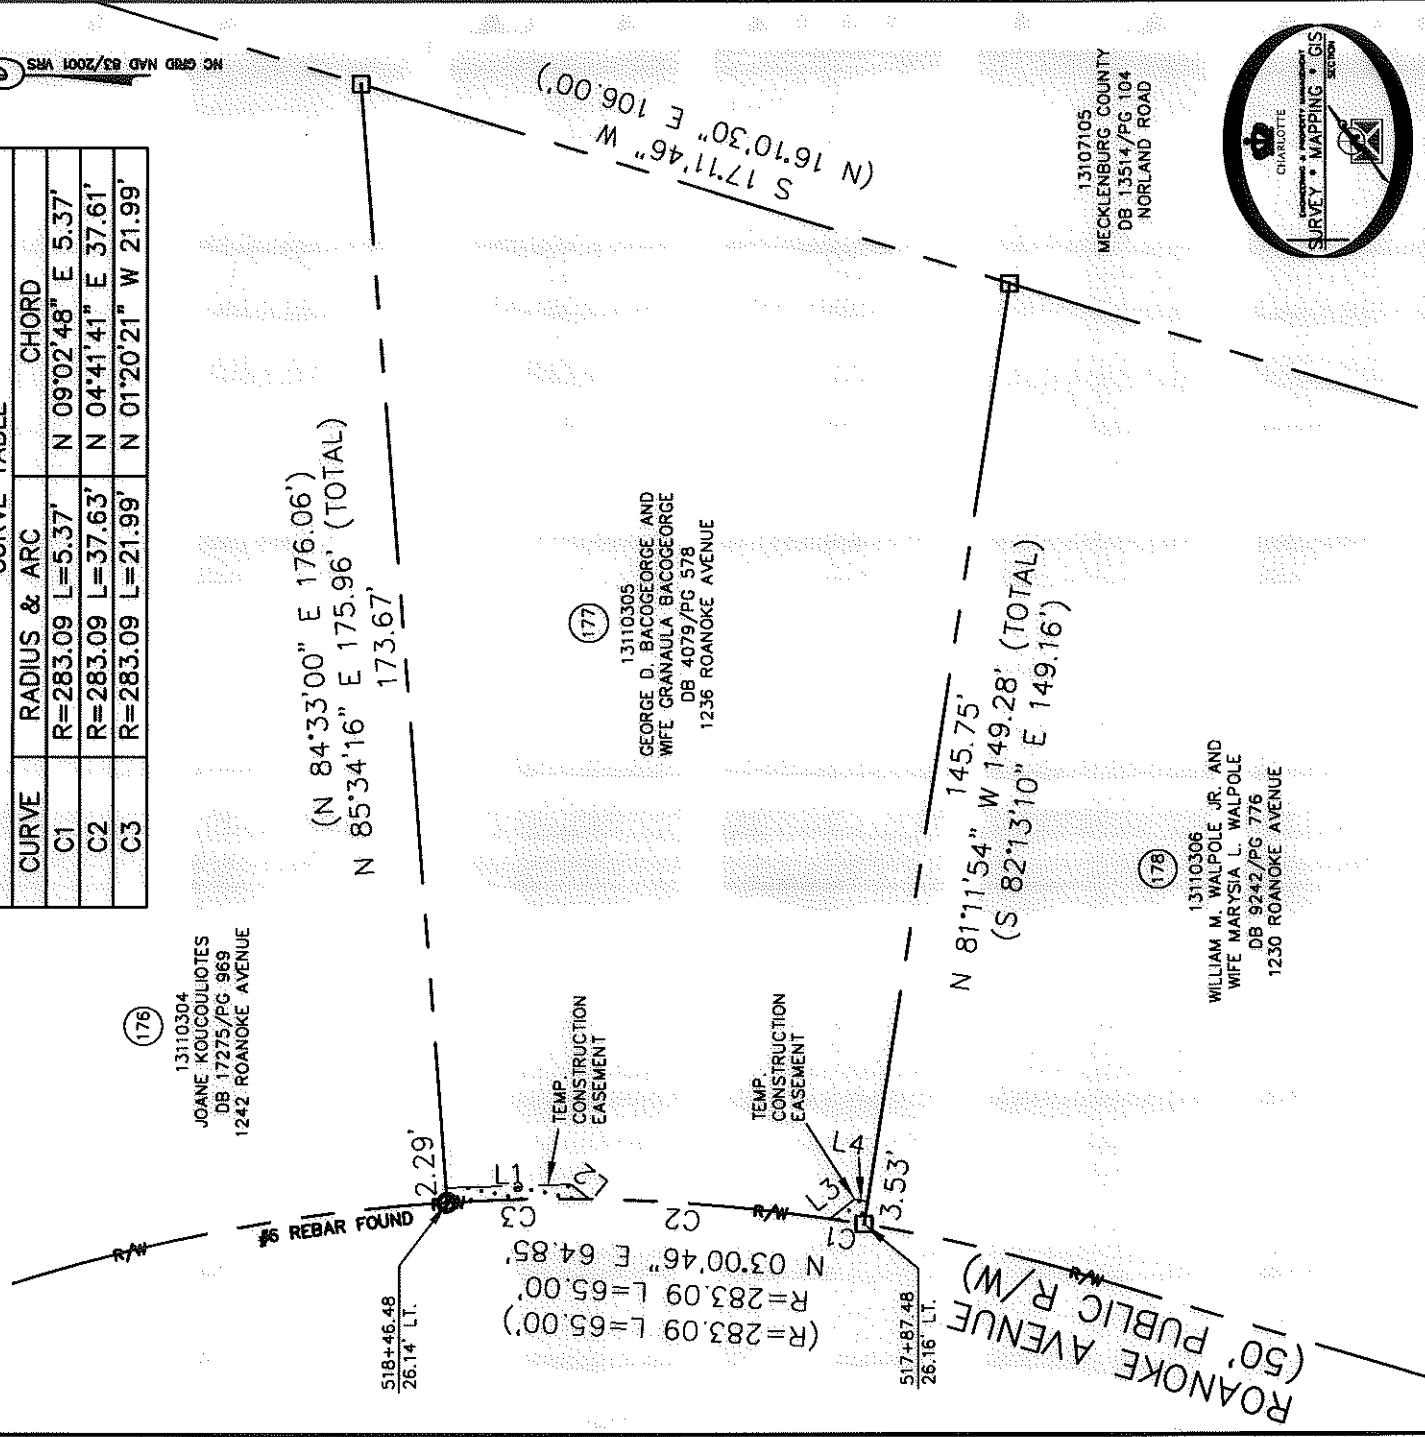 NC GRID NAD 83/2001 VRS
CURVE TABLE
CURVE RADIUS & ARC CHORD
C1 R=283.09 L=5.37' N 09°02'48" E 5.37'
C2 R=283.09 L=37.63' N 04°41'41" E 37.61'
C3 R=283.09 L=21.99' N 01°20'21" W 21.99'
176
13110304
JOANE KOUCOULIOTES
DB 17275/PG 969
1242 ROANOKE AVENUE
(N 84°33'00" E 176.06')
N 85°34'16" E 175.96' (TOTAL)
173.67'
2.29'
S 17°11'46" W
(N 16°10'30" E 106.00')
177
13110305
GEORGE D. BACOGEORGE AND
WIFE GRANAULA BACOGEORGE
DB 4079/PG 578
1236 ROANOKE AVENUE
13107105
MECKLENBURG COUNTY
DB 13514/PG 104
NORLAND ROAD
CHARLOTTE
ENGINEERING & PROPERTY MANAGEMENT
SURVEY * MAPPING * GIS
SECTION
R/W
#6 REBAR FOUND
R/W
518+46.48
26.14' LT.
L1
TEMP.
CONSTRUCTION
EASEMENT
L2
C3
C2
R/W
N 03°00'46" E 64.85'
R=283.09 L=65.00'
(R=283.09 L=65.00')
TEMP.
CONSTRUCTION
EASEMENT
L3
L4
C1
3.53'
517+87.48
26.16' LT.
145.75'
N 81°11'54" W 149.28' (TOTAL)
(S 82°13'10" E 149.16')
178
13110306
WILLIAM M. WALPOLE JR. AND
WIFE MARYSIA L. WALPOLE
DB 9242/PG 776
1230 ROANOKE AVENUE
R/W
ROANOKE AVENUE
(50' PUBLIC R/W)